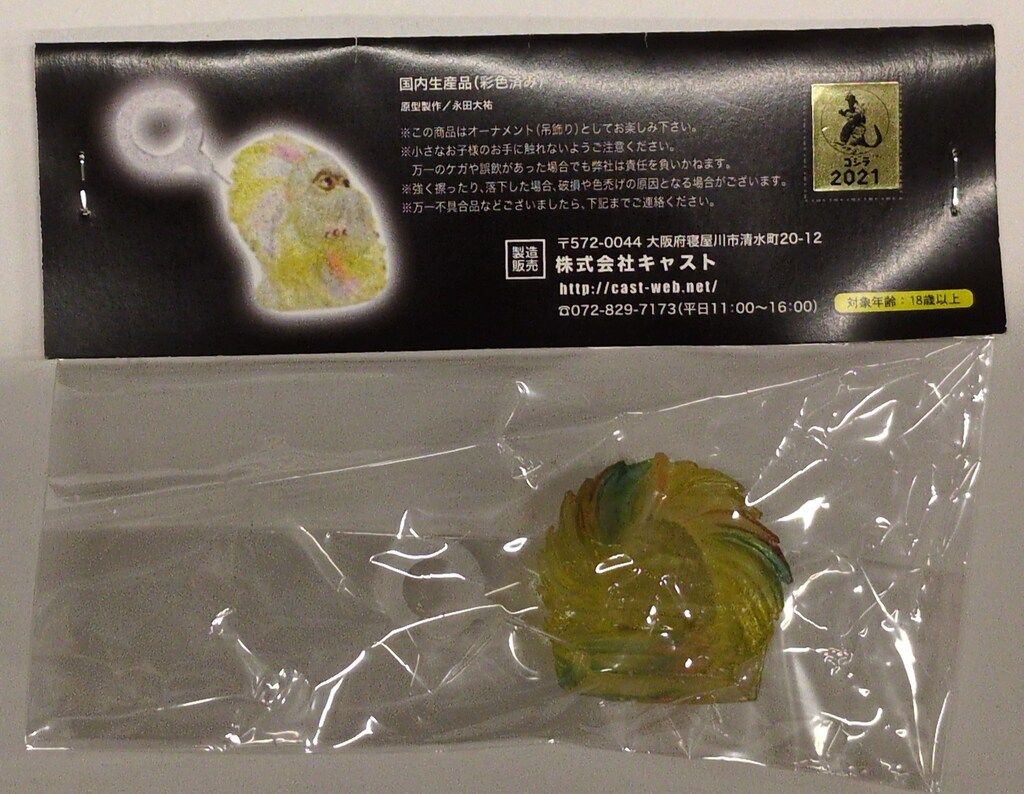 国内生産品(彩色済み)
原型製作／永田大祐
※この商品はオーナメント(吊飾り)としてお楽しみ下さい。
※小さなお子様のお手に触れないようご注意ください。
万一のケガや誤飲があった場合でも弊社は責任を負いかねます。
※強く擦ったり、落下した場合、破損や色禿げの原因となる場合がございます。
※万一不具合品などございましたら、下記までご連絡ください。
ゴジラ
2021
製造
販売
〒572-0044 大阪府寝屋川市清水町20-12
株式会社キャスト
http://cast-web.net/
☎072-829-7173(平日11:00〜16:00)
対象年齢：18歳以上